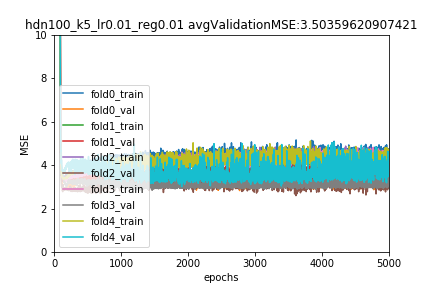 hdn100_k5_lr0.01_reg0.01 avgValidationMSE:3.50359620907421
10
8
6
4
2
0
MSE
fold0_train
fold0_val
fold1_train
fold1_val
fold2_train
fold2_val
fold3_train
fold3_val
fold4_train
fold4_val
0 1000 2000 3000 4000 5000
epochs